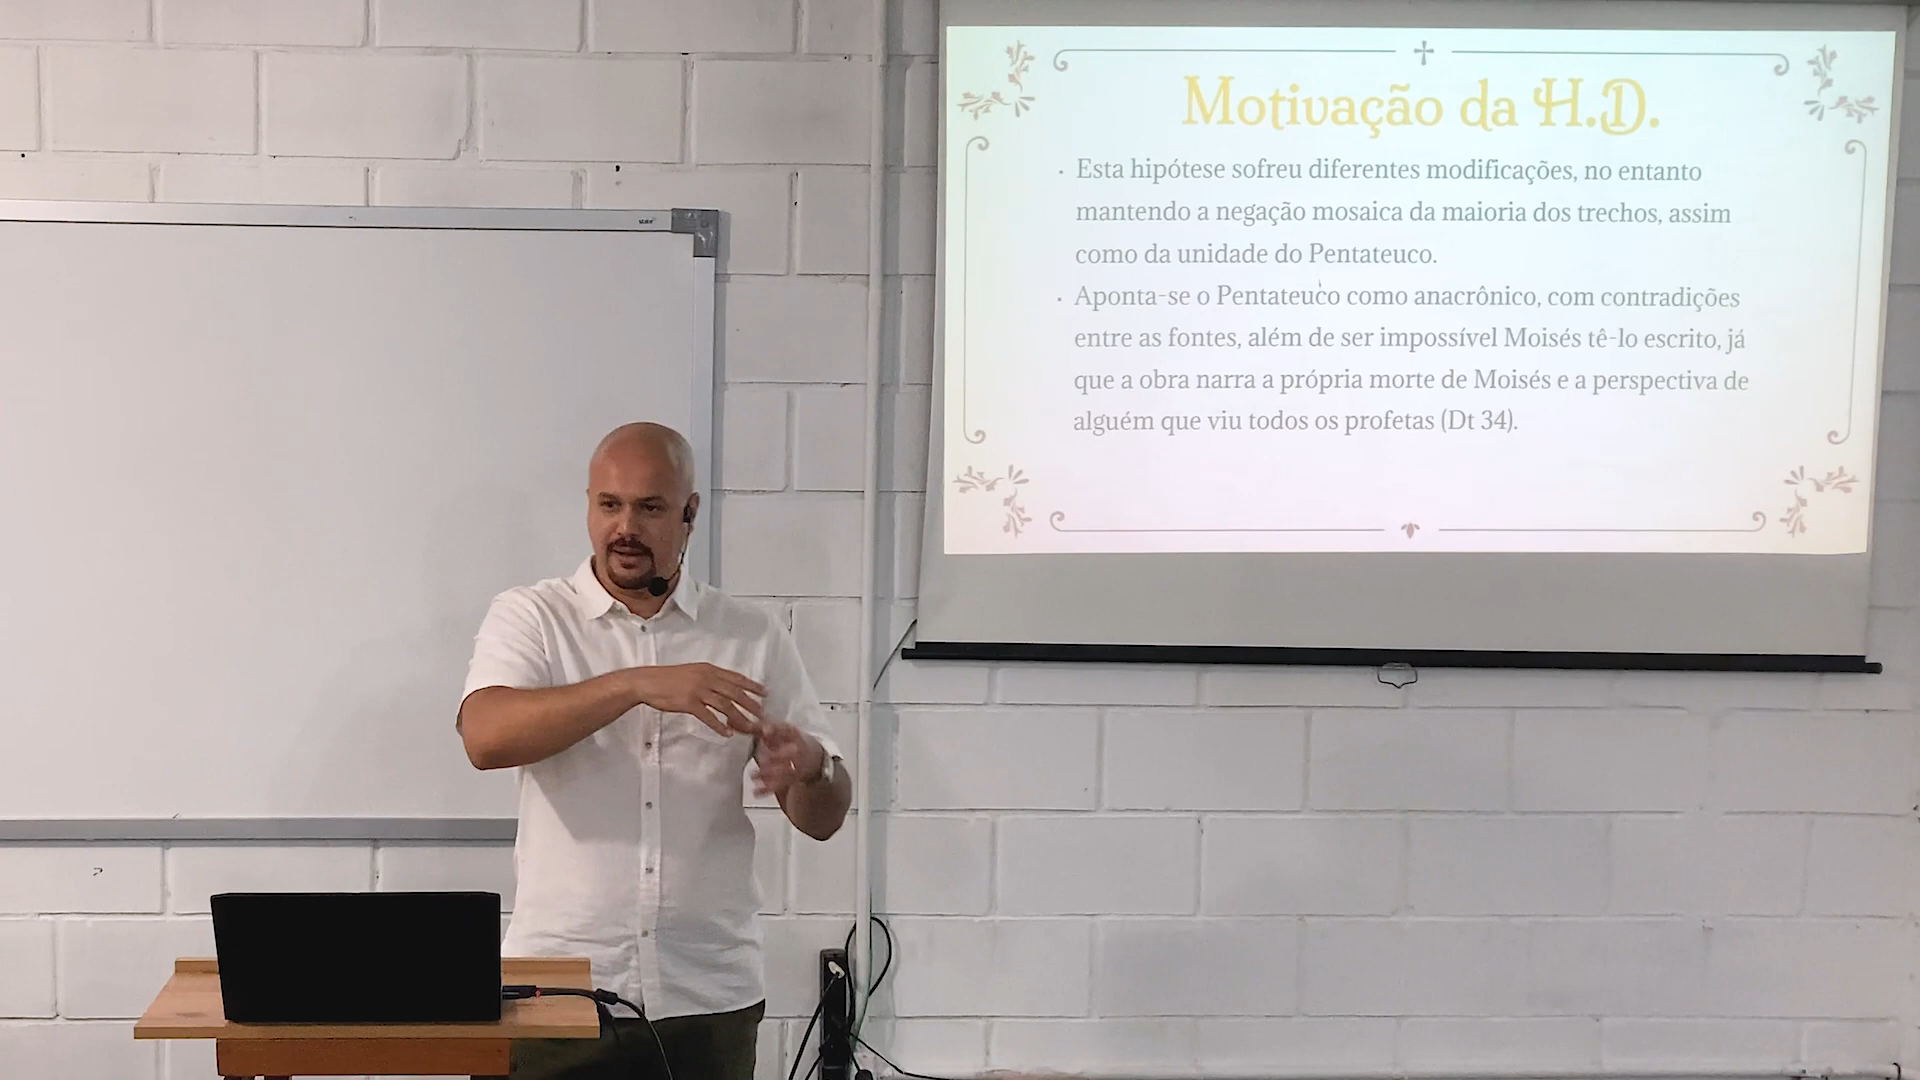 Motivação da H.D.
· Esta hipótese sofreu diferentes modificações, no entanto
mantendo a negação mosaica da maioria dos trechos, assim
como da unidade do Pentateuco.
· Aponta-se o Pentateuco como anacrônico, com contradições
entre as fontes, além de ser impossível Moisés tê-lo escrito, já
que a obra narra a própria morte de Moisés e a perspectiva de
alguém que viu todos os profetas (Dt 34).